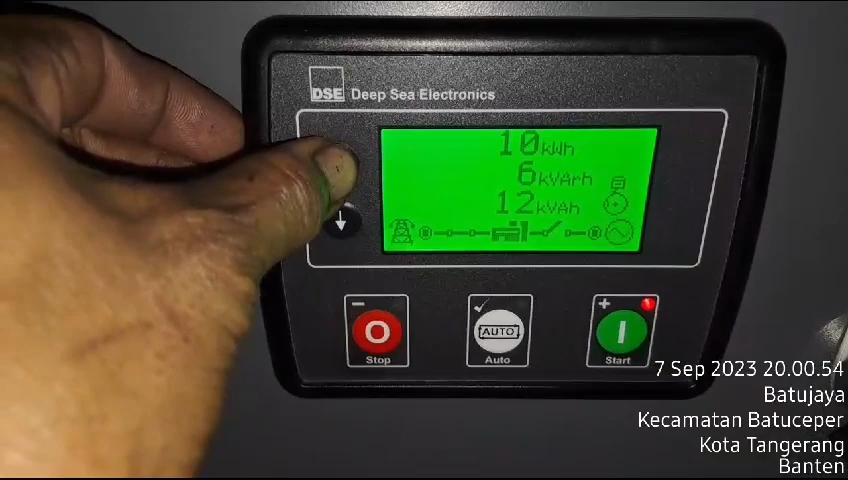 DSE Deep Sea Electronics
10 kWh
6 kVArh
12 kVAh
Stop
AUTO
Auto
Start
7 Sep 2023 20.00.54
Batujaya
Kecamatan Batuceper
Kota Tangerang
Banten